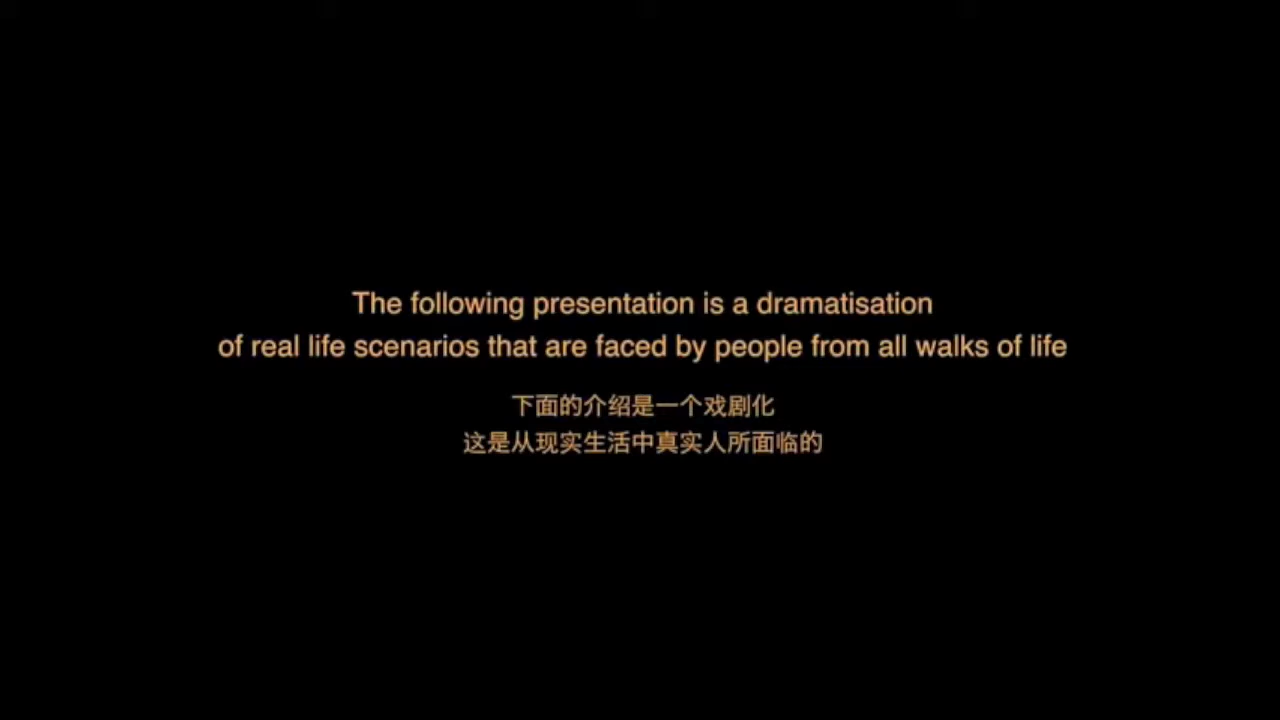 The following presentation is a dramatisation
of real life scenarios that are faced by people from all walks of life
下面的介绍是一个戏剧化
这是从现实生活中真实人所面临的